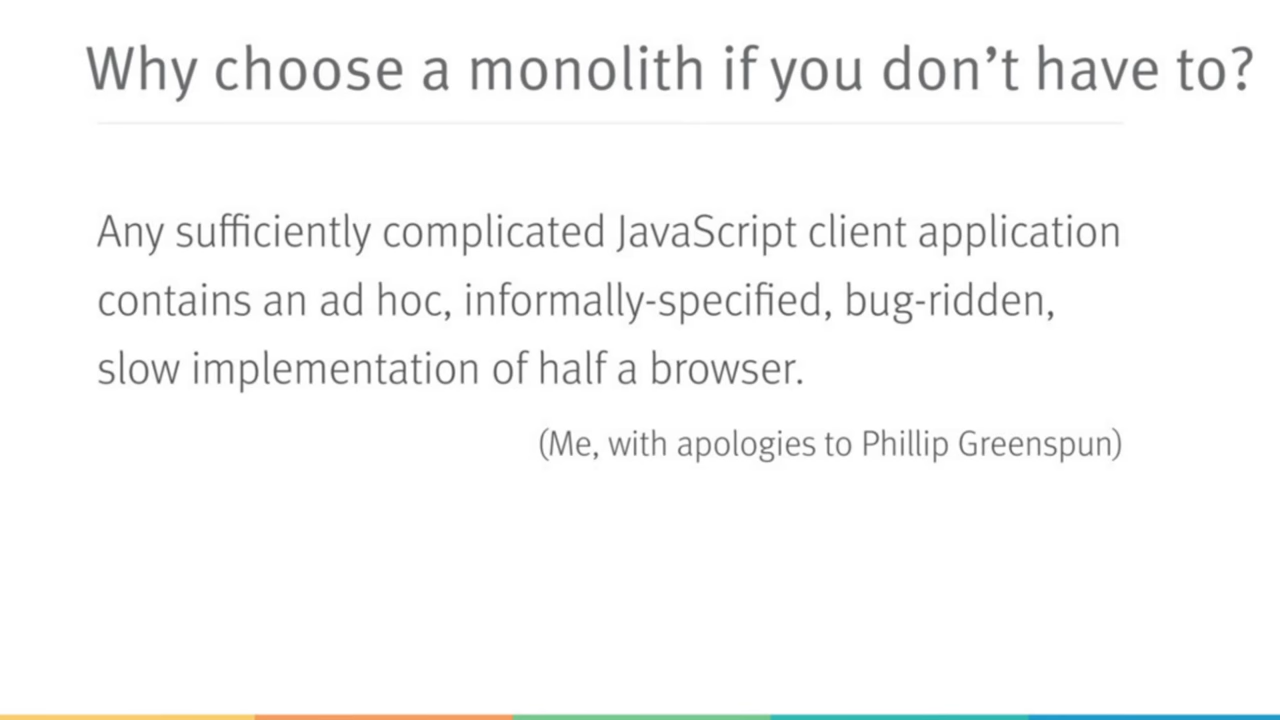 Why choose a monolith if you don’t have to?
Any sufficiently complicated JavaScript client application
contains an ad hoc, informally-specified, bug-ridden,
slow implementation of half a browser.
(Me, with apologies to Phillip Greenspun)